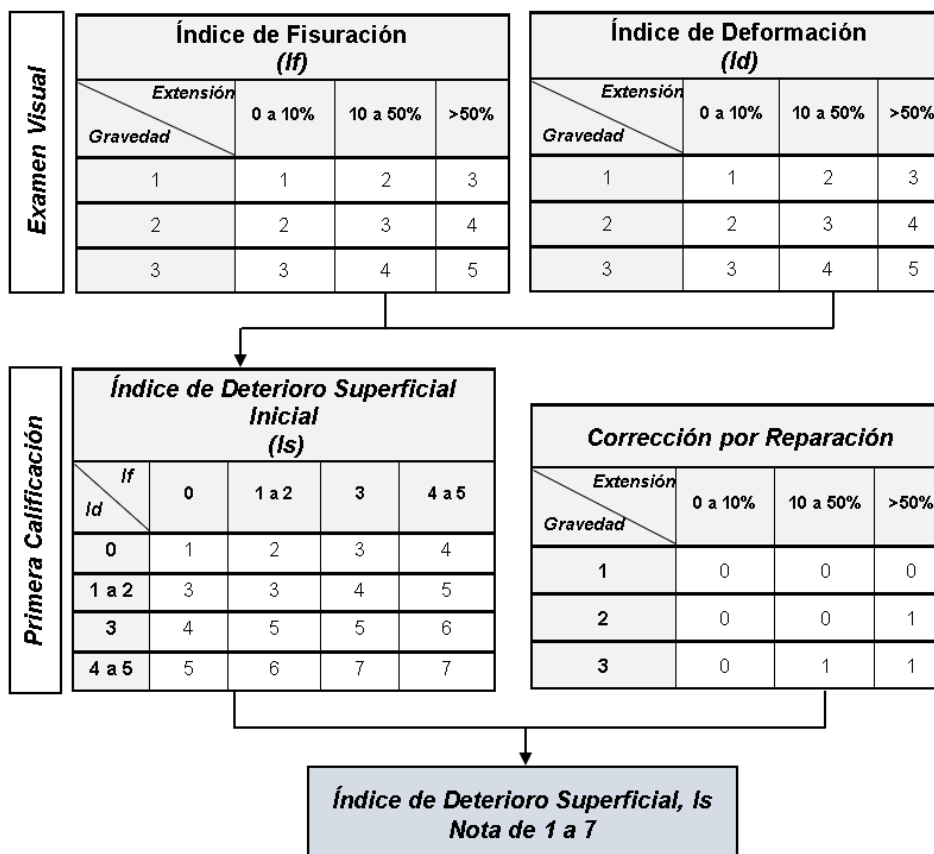 Examen Visual
Índice de Fisuración
(If)
Extensión
Gravedad
0 a 10%
10 a 50%
>50%
1 1 2 3
2 2 3 4
3 3 4 5
Índice de Deformación
(Id)
Extensión
Gravedad
0 a 10%
10 a 50%
>50%
1 1 2 3
2 2 3 4
3 3 4 5
Primera Calificación
Índice de Deterioro Superficial
Inicial
(Is)
If
Id
0 1 a 2 3 4 a 5
0 1 2 3 4
1 a 2 3 3 4 5
3 4 5 5 6
4 a 5 5 6 7 7
Corrección por Reparación
Extensión
Gravedad
0 a 10%
10 a 50%
>50%
1 0 0 0
2 0 0 1
3 0 1 1
Índice de Deterioro Superficial, Is
Nota de 1 a 7